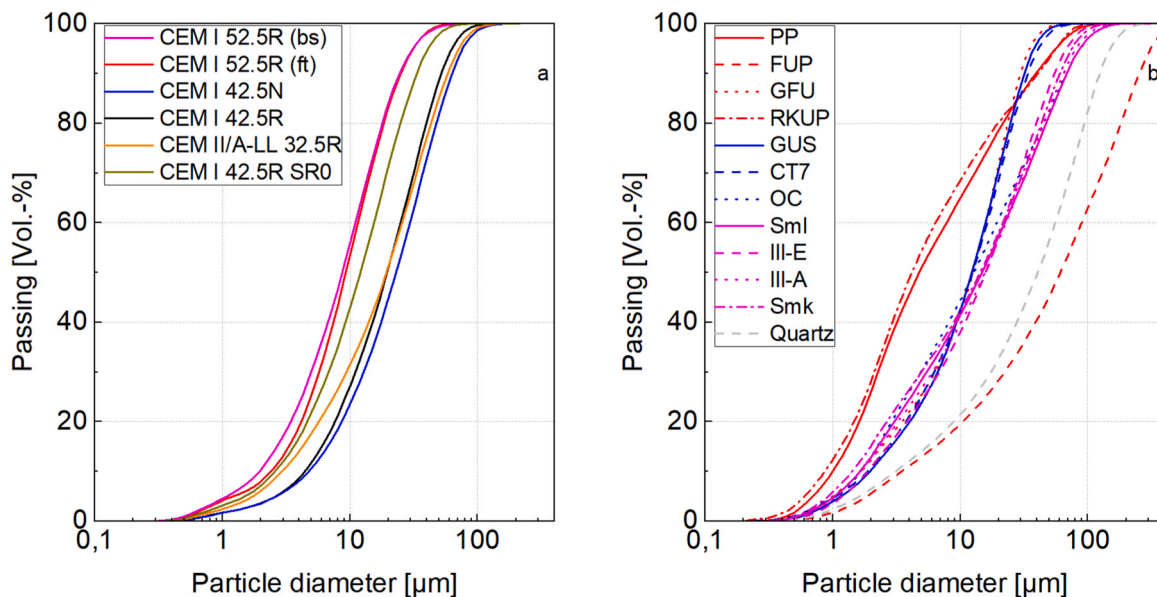 100
80
60
40
20
0
Passing [Vol.-%]
CEM I 52.5R (bs)
CEM I 52.5R (ft)
CEM I 42.5N
CEM I 42.5R
CEM II/A-LL 32.5R
CEM I 42.5R SR0
a
0,1
1
10
100
Particle diameter [µm]
100
80
60
40
20
0
Passing [Vol.-%]
PP
FUP
GFU
RKUP
GUS
CT7
OC
Sml
III-E
III-A
Smk
Quartz
b
0,1
1
10
100
Particle diameter [µm]